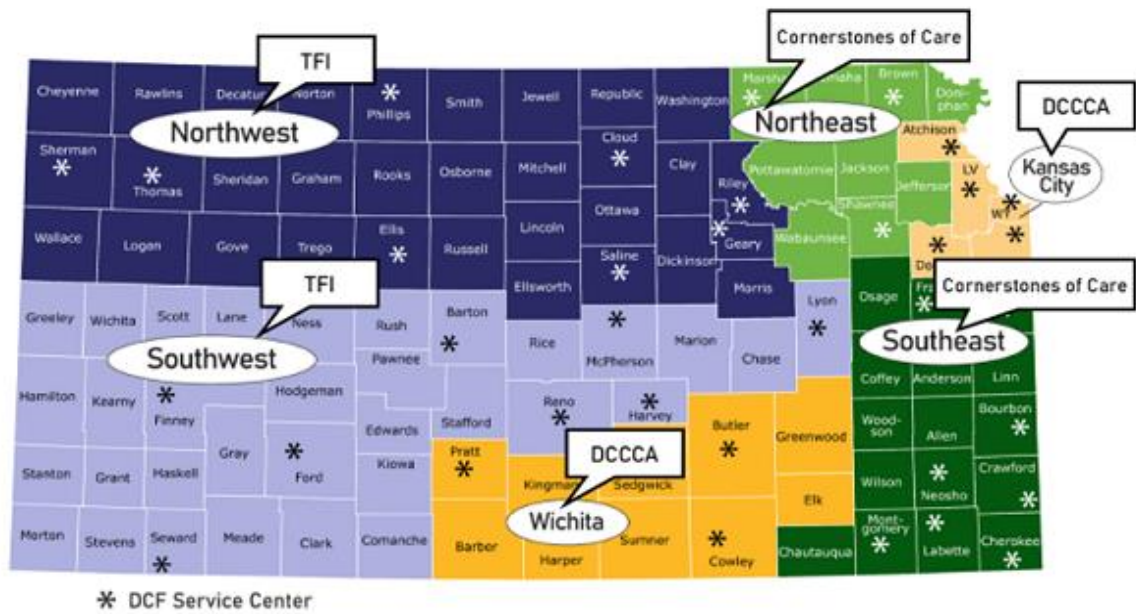 TFI
Cornerstones of Care
DCCCA
Cheyenne
Rawlins
Smith
Jewell
Republic
Washington
Brown
Doni-
phan
Phillips
Northwest
Northeast
Atchison
Kansas
City
Sherman
Thomas
Sheridan
Graham
Rooks
Osborne
Mitchell
Cloud
Clay
Riley
Pottawatomie
Jackson
Jefferson
LV
WY
Wallace
Logan
Gove
Trego
Ellis
Russell
Lincoln
Ottawa
Saline
Dickinson
Geary
Wabaunsee
Shawnee
TFI
Cornerstones of Care
Ellsworth
Morris
Lyon
Osage
Greeley
Wichita
Scott
Lane
Ness
Rush
Barton
Southwest
Southeast
Rice
McPherson
Marion
Chase
Pawnee
Hamilton
Kearny
Finney
Hodgeman
Stafford
Reno
Harvey
Butler
Greenwood
Coffey
Anderson
Linn
Edwards
Wood-
son
Allen
Bourbon
Gray
Ford
Kiowa
Pratt
DCCCA
Kingman
Sedgwick
Elk
Stanton
Grant
Haskell
Wilson
Neosho
Crawford
Wichita
Morton
Stevens
Seward
Meade
Clark
Comanche
Barber
Harper
Sumner
Cowley
Chautauqua
Mont-
gomery
Labette
Cherokee
DCF Service Center